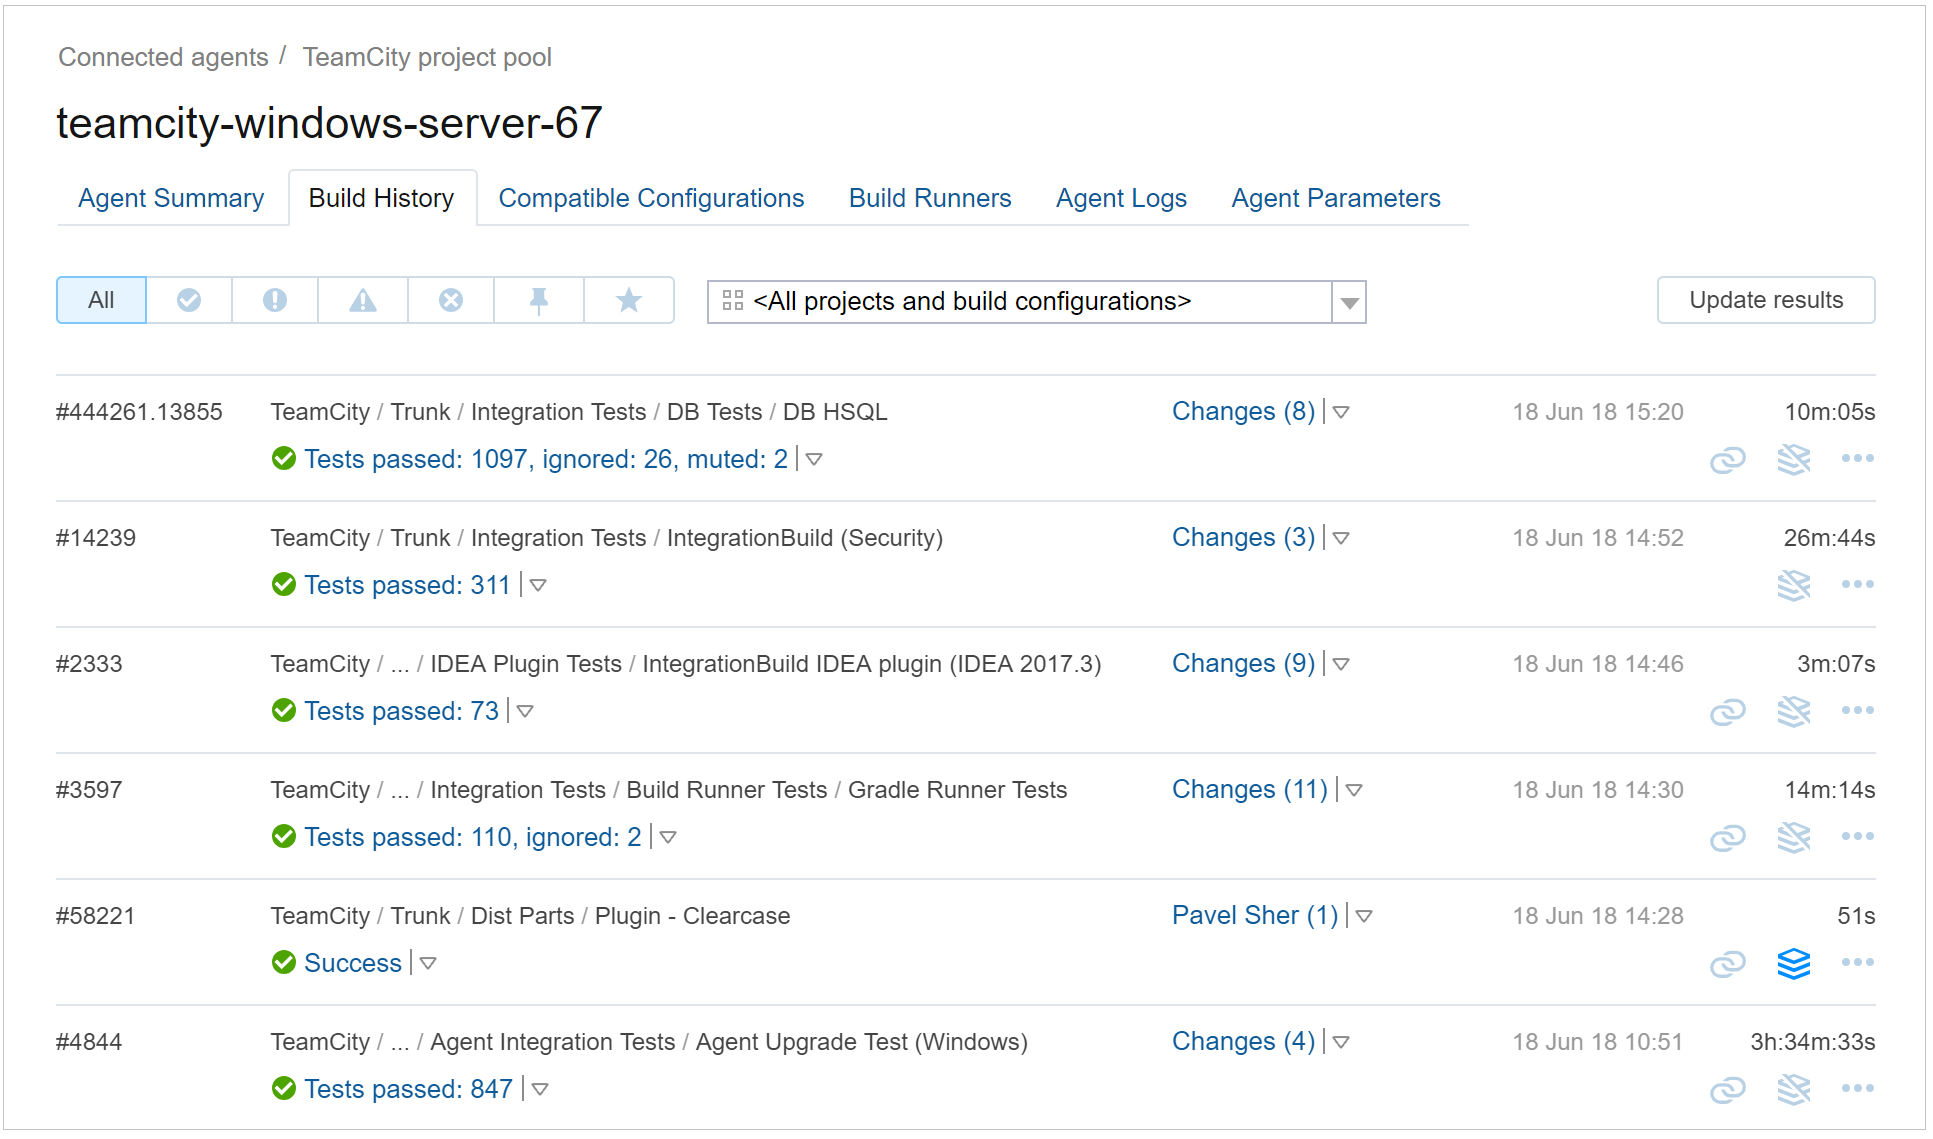 Connected agents / TeamCity project pool
teamcity-windows-server-67
Agent Summary Build History Compatible Configurations Build Runners Agent Logs Agent Parameters
All <All projects and build configurations> Update results
#444261.13855 TeamCity / Trunk / Integration Tests / DB Tests / DB HSQL Changes (8) 18 Jun 18 15:20 10m:05s
Tests passed: 1097, ignored: 26, muted: 2
#14239 TeamCity / Trunk / Integration Tests / IntegrationBuild (Security) Changes (3) 18 Jun 18 14:52 26m:44s
Tests passed: 311
#2333 TeamCity / ... / IDEA Plugin Tests / IntegrationBuild IDEA plugin (IDEA 2017.3) Changes (9) 18 Jun 18 14:46 3m:07s
Tests passed: 73
#3597 TeamCity / ... / Integration Tests / Build Runner Tests / Gradle Runner Tests Changes (11) 18 Jun 18 14:30 14m:14s
Tests passed: 110, ignored: 2
#58221 TeamCity / Trunk / Dist Parts / Plugin - Clearcase Pavel Sher (1) 18 Jun 18 14:28 51s
Success
#4844 TeamCity / ... / Agent Integration Tests / Agent Upgrade Test (Windows) Changes (4) 18 Jun 18 10:51 3h:34m:33s
Tests passed: 847